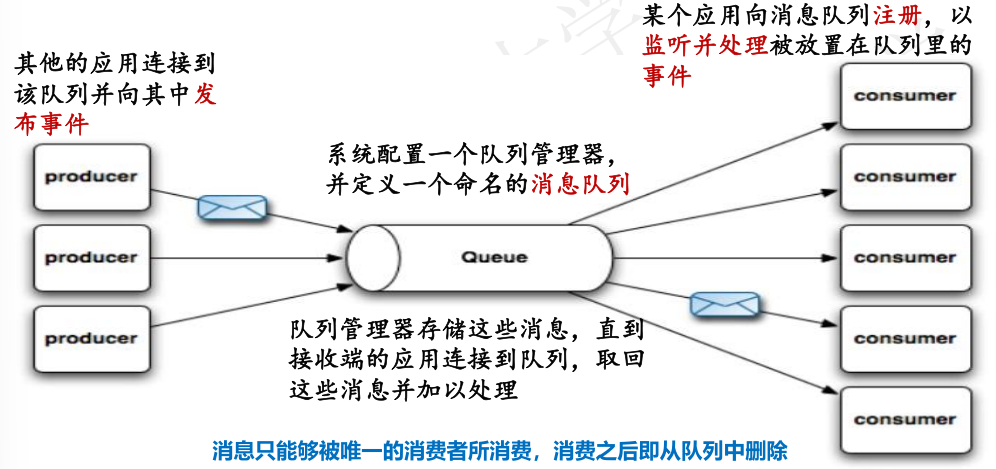 其他的应用连接到
该队列并向其中发
布事件
某个应用向消息队列注册，以
监听并处理被放置在队列里的
事件
系统配置一个队列管理器，
并定义一个命名的消息队列
producer
producer
producer
Queue
consumer
consumer
consumer
consumer
consumer
队列管理器存储这些消息，直到
接收端的应用连接到队列，取回
这些消息并加以处理
消息只能够被唯一的消费者所消费，消费之后即从队列中删除